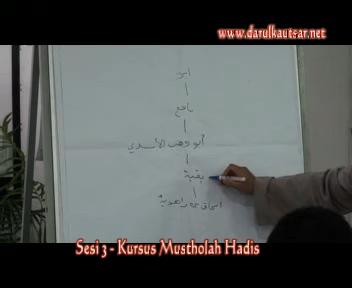 www.darulkautsar.net
ابن
نافع
أبو وهب الأسدي
بقية
إسحاق بن راهويه
Sesi 3 - Kursus Mustholah Hadis